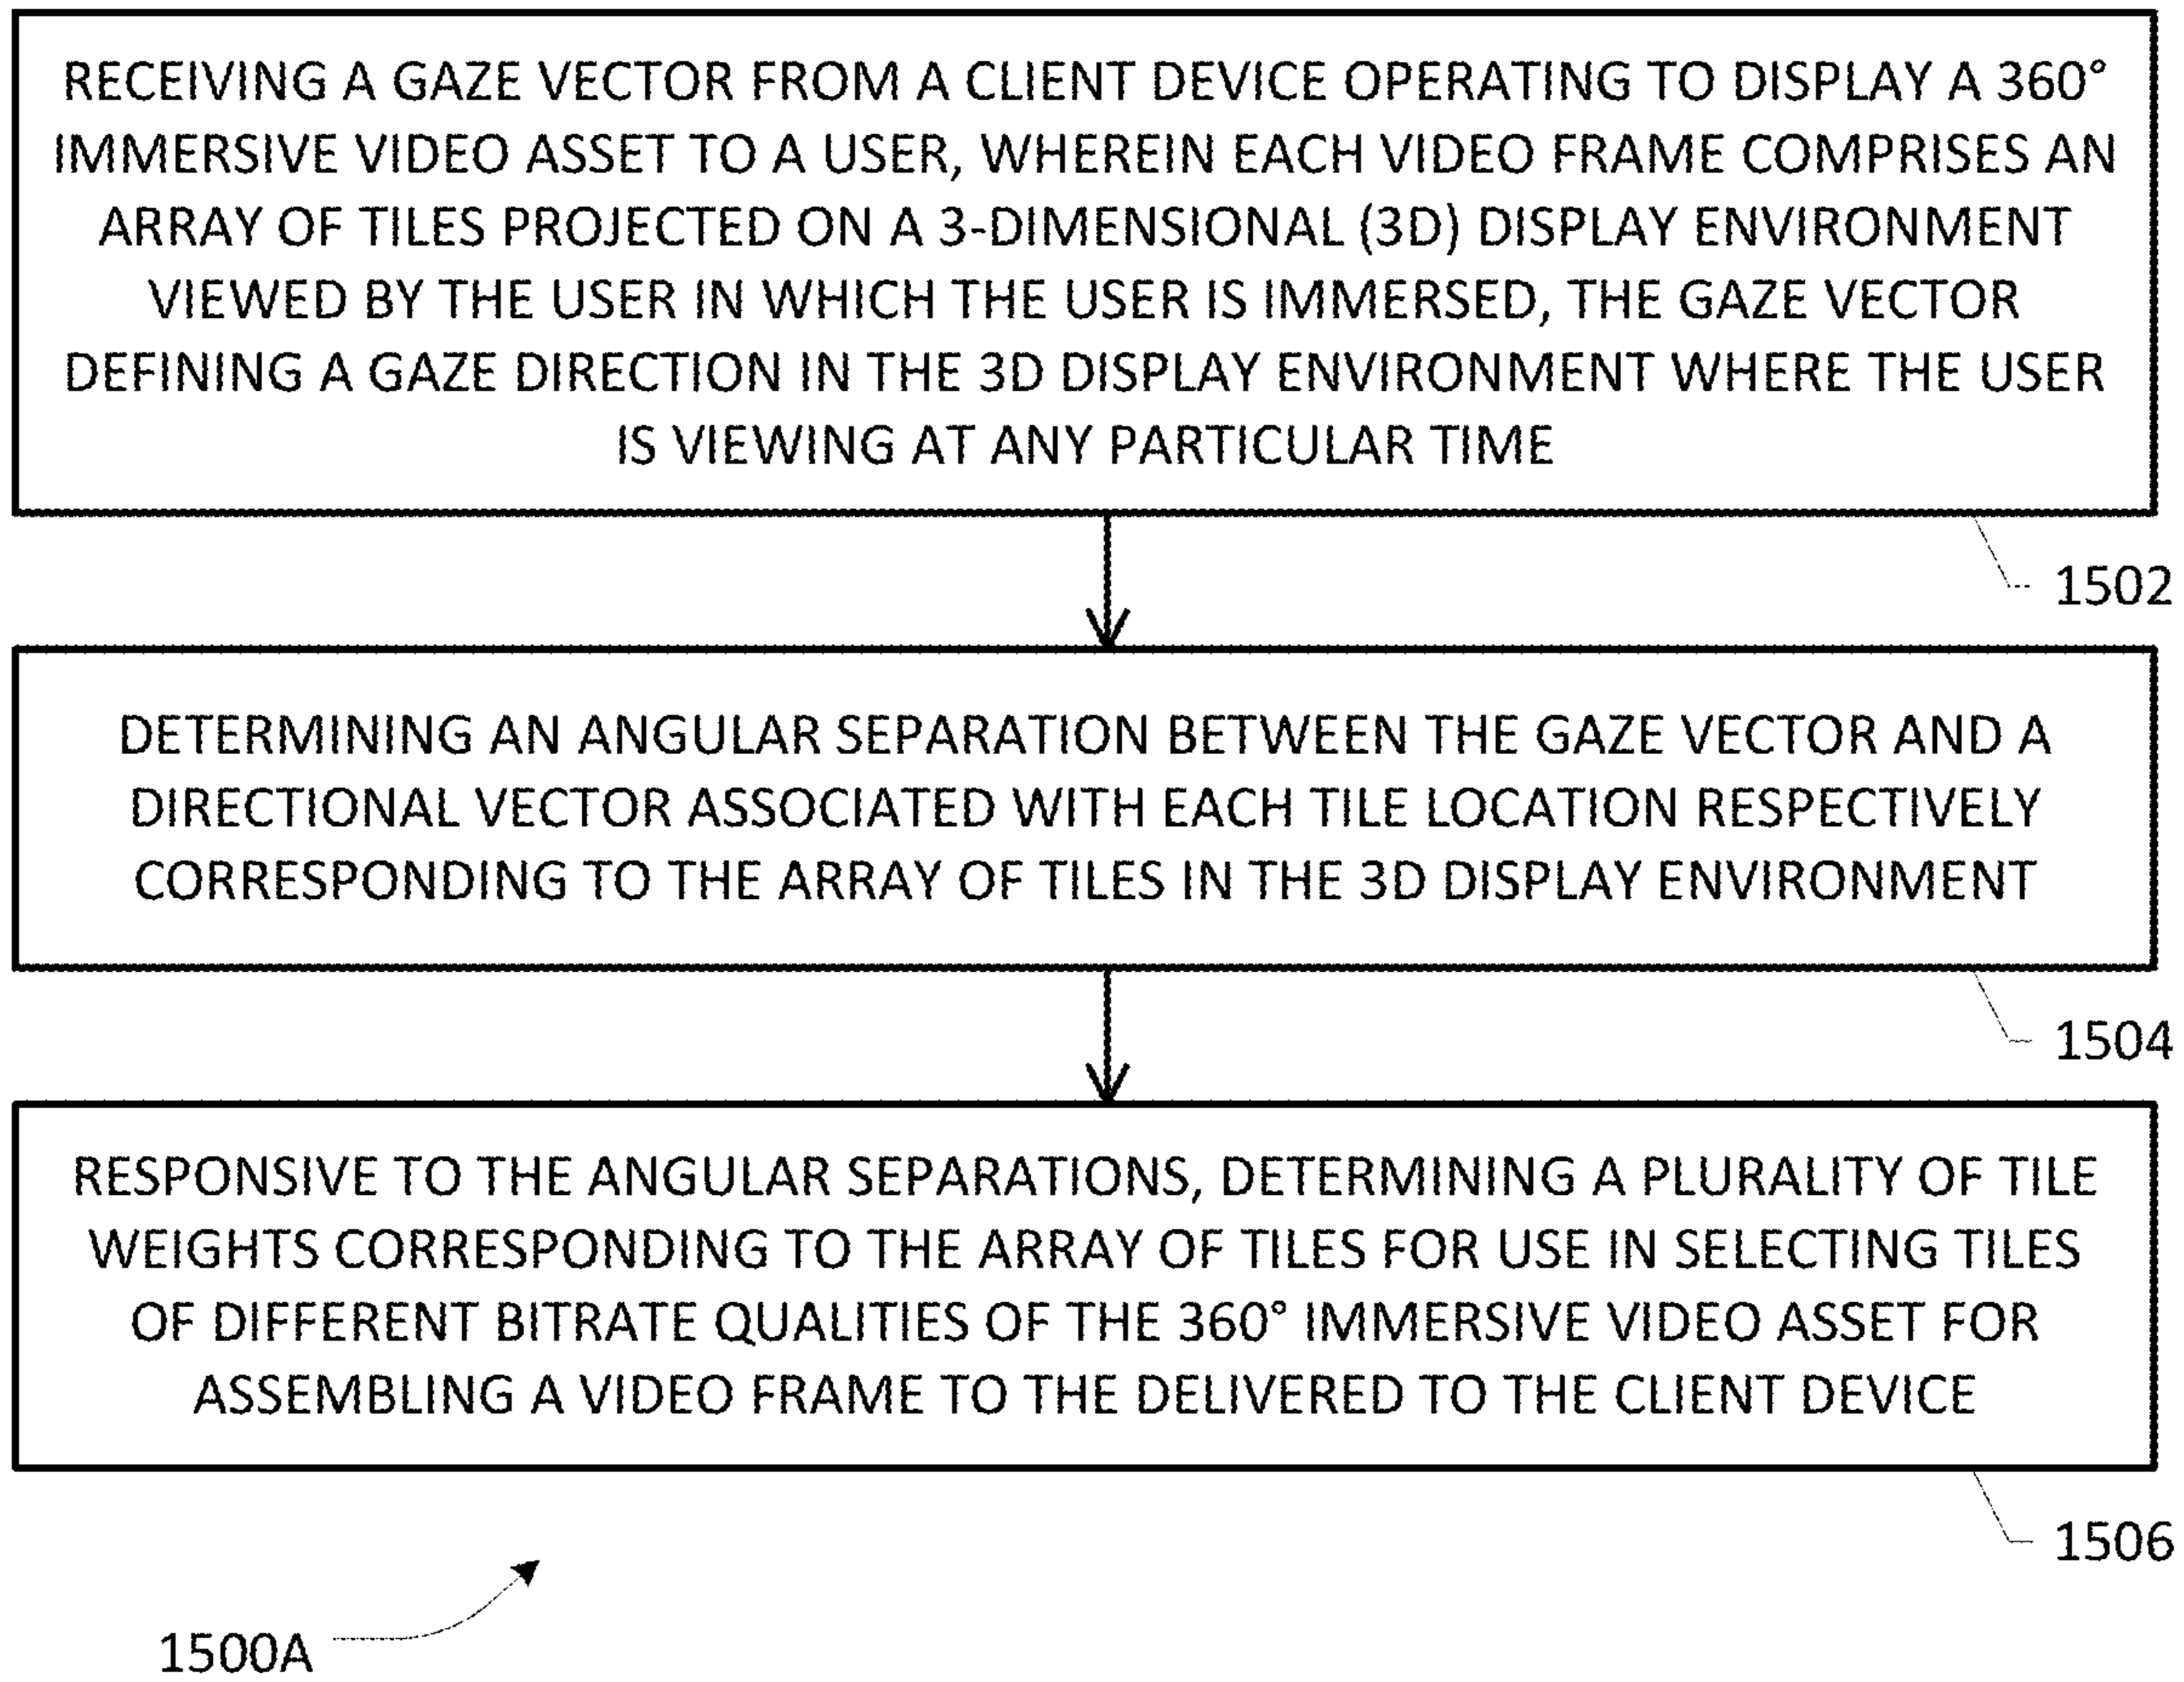 RECEIVING A GAZE VECTOR FROM A CLIENT DEVICE OPERATING TO DISPLAY A 360°
IMMERSIVE VIDEO ASSET TO A USER, WHEREIN EACH VIDEO FRAME COMPRISES AN
ARRAY OF TILES PROJECTED ON A 3-DIMENSIONAL (3D) DISPLAY ENVIRONMENT
VIEWED BY THE USER IN WHICH THE USER IS IMMERSED, THE GAZE VECTOR
DEFINING A GAZE DIRECTION IN THE 3D DISPLAY ENVIRONMENT WHERE THE USER
IS VIEWING AT ANY PARTICULAR TIME
1502
DETERMINING AN ANGULAR SEPARATION BETWEEN THE GAZE VECTOR AND A
DIRECTIONAL VECTOR ASSOCIATED WITH EACH TILE LOCATION RESPECTIVELY
CORRESPONDING TO THE ARRAY OF TILES IN THE 3D DISPLAY ENVIRONMENT
1504
RESPONSIVE TO THE ANGULAR SEPARATIONS, DETERMINING A PLURALITY OF TILE
WEIGHTS CORRESPONDING TO THE ARRAY OF TILES FOR USE IN SELECTING TILES
OF DIFFERENT BITRATE QUALITIES OF THE 360° IMMERSIVE VIDEO ASSET FOR
ASSEMBLING A VIDEO FRAME TO THE DELIVERED TO THE CLIENT DEVICE
1506
1500A